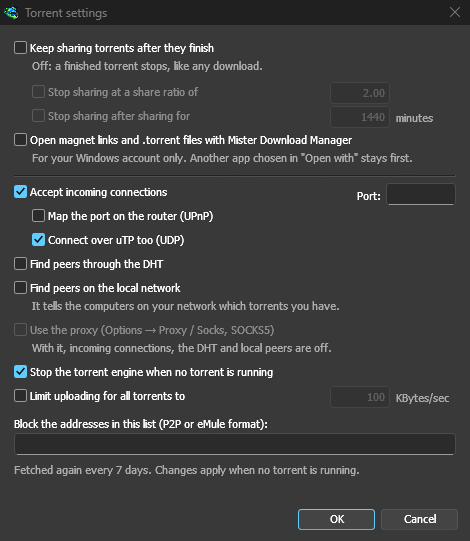 Torrent settings
Keep sharing torrents after they finish
Off: a finished torrent stops, like any download.
Stop sharing at a share ratio of 2.00
Stop sharing after sharing for 1440 minutes
Open magnet links and .torrent files with Mister Download Manager
For your Windows account only. Another app chosen in "Open with" stays first.
Accept incoming connections Port:
Map the port on the router (UPnP)
Connect over uTP too (UDP)
Find peers through the DHT
Find peers on the local network
It tells the computers on your network which torrents you have.
Use the proxy (Options → Proxy / Socks, SOCKS5)
With it, incoming connections, the DHT and local peers are off.
Stop the torrent engine when no torrent is running
Limit uploading for all torrents to 100 KBytes/sec
Block the addresses in this list (P2P or eMule format):
Fetched again every 7 days. Changes apply when no torrent is running.
OK Cancel